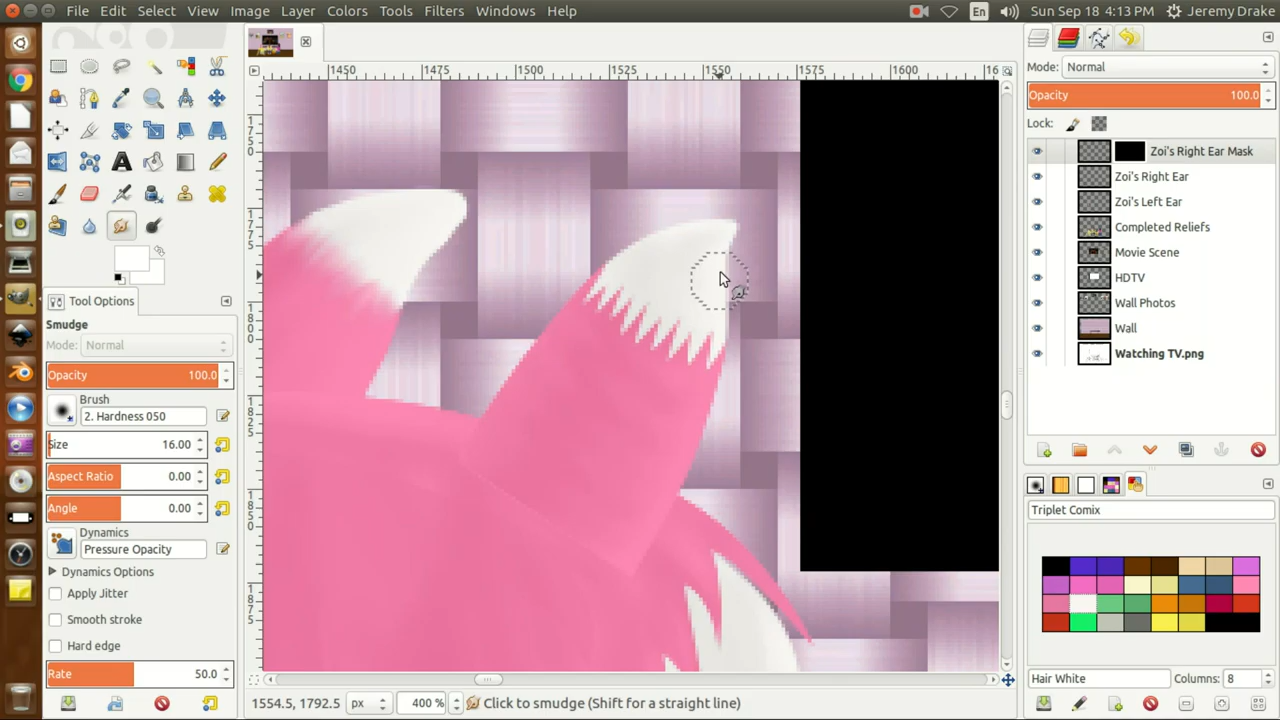 File Edit Select View Image Layer Colors Tools Filters Windows Help
En Sun Sep 18 4:13 PM Jeremy Drake
1450 1475 1500 1525 1550 1575 1600
Tool Options
Smudge
Mode: Normal
Opacity 100.0
Brush
2. Hardness 050
Size 16.00
Aspect Ratio 0.00
Angle 0.00
Dynamics
Pressure Opacity
Dynamics Options
Apply Jitter
Smooth stroke
Hard edge
Rate 50.0
1554.5, 1792.5 px 400 % Click to smudge (Shift for a straight line)
Mode: Normal
Opacity 100.0
Lock:
Zoi's Right Ear Mask
Zoi's Right Ear
Zoi's Left Ear
Completed Reliefs
Movie Scene
HDTV
Wall Photos
Wall
Watching TV.png
Triplet Comix
Hair White Columns: 8